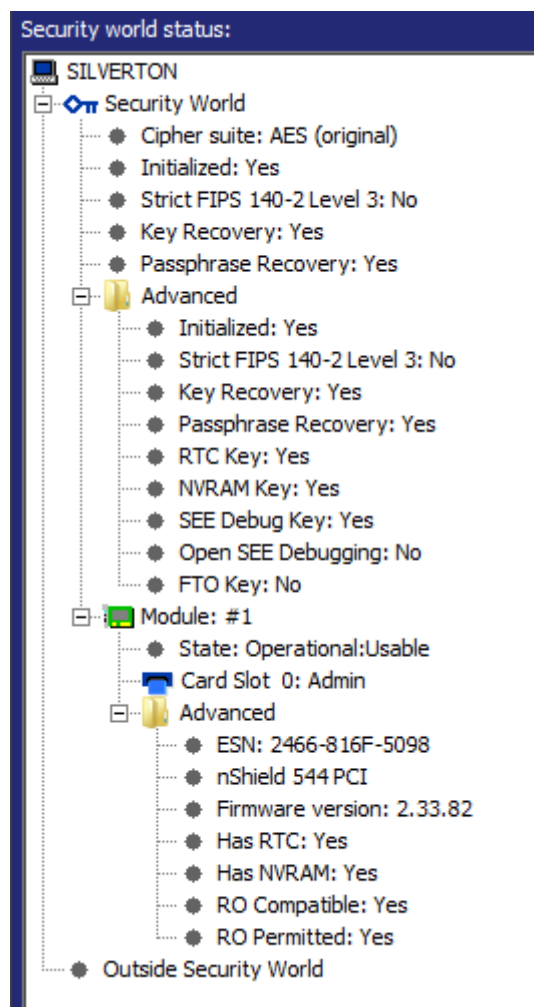 Security world status:
SILVERTON
Security World
Cipher suite: AES (original)
Initialized: Yes
Strict FIPS 140-2 Level 3: No
Key Recovery: Yes
Passphrase Recovery: Yes
Advanced
Initialized: Yes
Strict FIPS 140-2 Level 3: No
Key Recovery: Yes
Passphrase Recovery: Yes
RTC Key: Yes
NVRAM Key: Yes
SEE Debug Key: Yes
Open SEE Debugging: No
FTO Key: No
Module: #1
State: Operational:Usable
Card Slot 0: Admin
Advanced
ESN: 2466-816F-5098
nShield 544 PCI
Firmware version: 2.33.82
Has RTC: Yes
Has NVRAM: Yes
RO Compatible: Yes
RO Permitted: Yes
Outside Security World